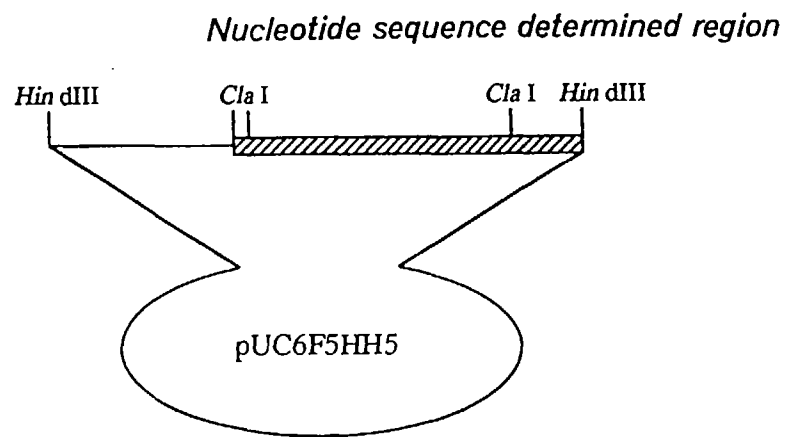 Nucleotide sequence determined region
Hin dIII Cla I Cla I Hin dIII
pUC6F5HH5